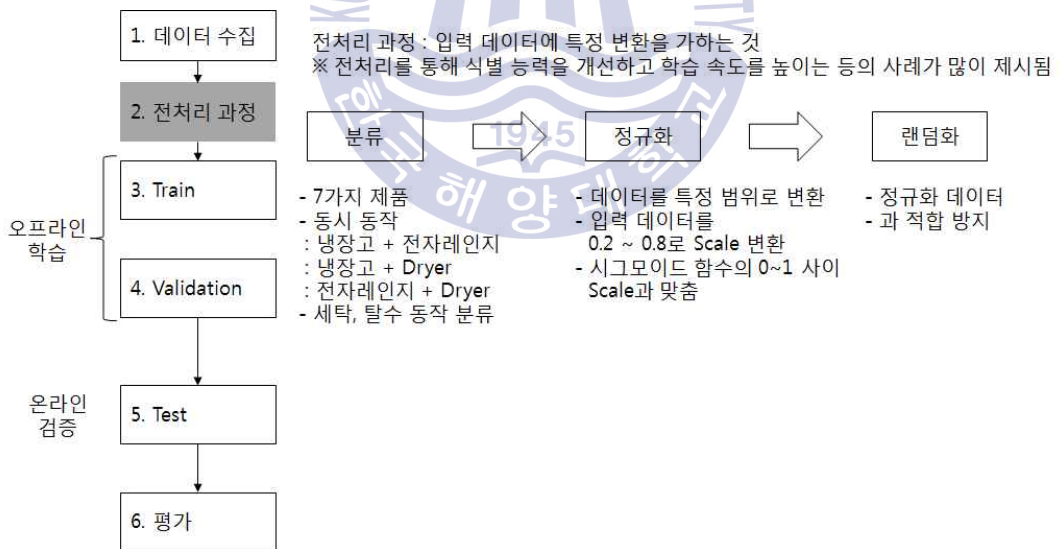 1. 데이터 수집
전처리 과정 : 입력 데이터에 특정 변환을 가하는 것
※ 전처리를 통해 식별 능력을 개선하고 학습 속도를 높이는 등의 사례가 많이 제시됨
2. 전처리 과정
분류
정규화
랜덤화
1945
한국해양대학교
3. Train
오프라인
학습
4. Validation
- 7가지 제품
- 동시 동작
: 냉장고 + 전자레인지
: 냉장고 + Dryer
: 전자레인지 + Dryer
- 세탁, 탈수 동작 분류
- 데이터를 특정 범위로 변환
- 입력 데이터를
0.2 ~ 0.8로 Scale 변환
- 시그모이드 함수의 0~1 사이
Scale과 맞춤
- 정규화 데이터
- 과 적합 방지
온라인
검증
5. Test
6. 평가